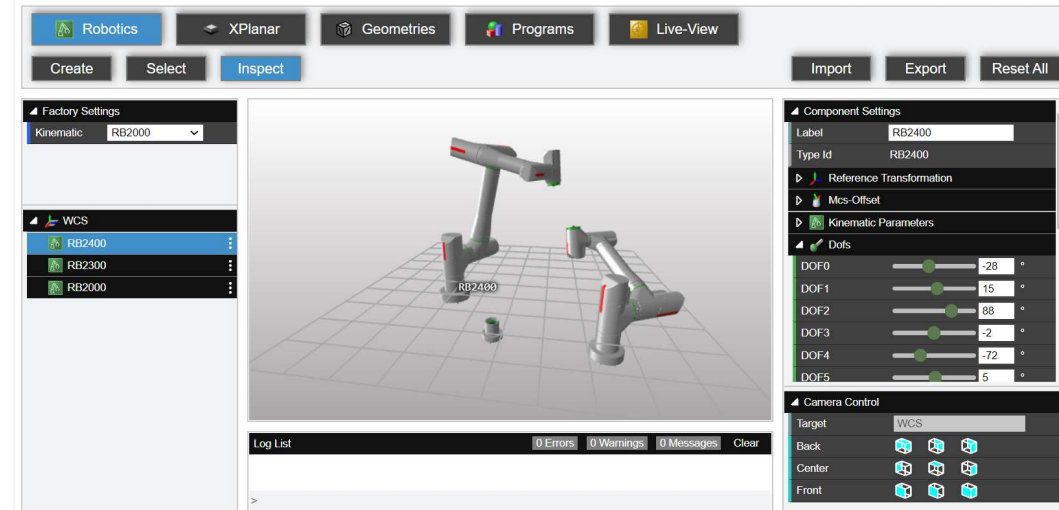 Robotics XPlanar Geometries Programs Live-View
Create Select Inspect Import Export Reset All
Factory Settings
Kinematic RB2000
WCS
RB2400
RB2300
RB2000
RB2400
Log List 0 Errors 0 Warnings 0 Messages Clear
>
Component Settings
Label RB2400
Type Id RB2400
Reference Transformation
Mcs-Offset
Kinematic Parameters
Dofs
DOF0 -28 °
DOF1 15 °
DOF2 88 °
DOF3 -2 °
DOF4 -72 °
DOF5 5 °
Camera Control
Target WCS
Back
Center
Front